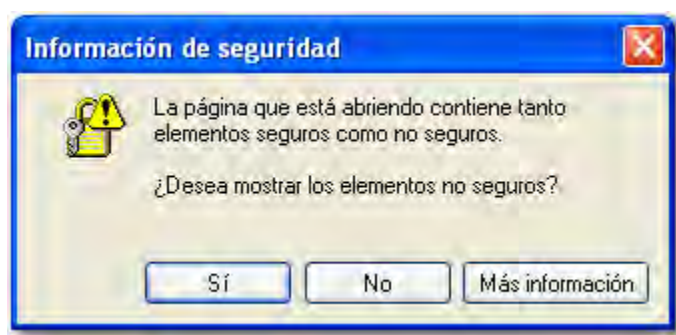 Información de seguridad
La página que está abriendo contiene tanto
elementos seguros como no seguros.
¿Desea mostrar los elementos no seguros?
Sí
No
Más información